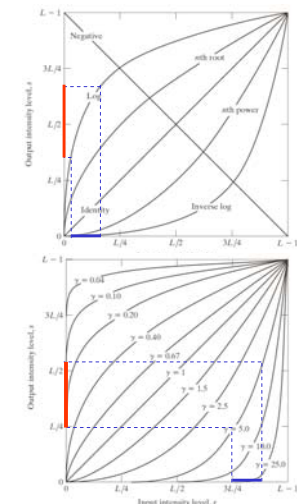 L − 1
Negative
nth root
3L/4
Log
nth power
L/2
Output intensity level, s
L/4
Identity
Inverse log
0
0 L/4 L/2 3L/4 L − 1
L − 1
γ = 0.04
γ = 0.10
γ = 0.20
3L/4
γ = 0.40
γ = 0.67
γ = 1
L/2
Output intensity level, s
γ = 1.5
γ = 2.5
L/4
γ = 5.0
γ = 25.0
0
0 L/4 L/2 3L/4 L − 1
Input intensity level, r